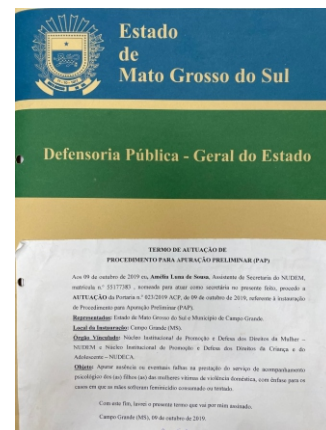 Estado
de
Mato Grosso do Sul
Defensoria Pública - Geral do Estado
TERMO DE AUTUAÇÃO DE
PROCEDIMENTO PARA APURAÇÃO PRELIMINAR (PAP)
Aos 09 de outubro de 2019 eu, Amélia Luna de Sousa, Assistente de Secretaria do NUDEM,
matrícula n.º 55177383 , nomeada para atuar como secretária no presente feito, procedo a
AUTUAÇÃO da Portaria n.º 023/2019 ACP, de 09 de outubro de 2019, referente à instauração
de Procedimento para Apuração Preliminar (PAP).
Representados: Estado de Mato Grosso do Sul e Município de Campo Grande.
Local da Instauração: Campo Grande (MS).
Órgão Vinculado: Núcleo Institucional de Promoção e Defesa dos Direitos da Mulher –
NUDEM e Núcleo Institucional de Promoção e Defesa dos Direitos da Criança e do
Adolescente – NUDECA.
Objeto: Apurar ausência ou eventuais falhas na prestação do serviço de acompanhamento
psicológico dos (as) filhos (as) das mulheres vítimas de violência doméstica, com ênfase para os
casos em que as mães sofreram feminicídio consumado ou tentado.
Com este fim, lavrei o presente termo que vai por mim assinado.
Campo Grande (MS), 09 de outubro de 2019.